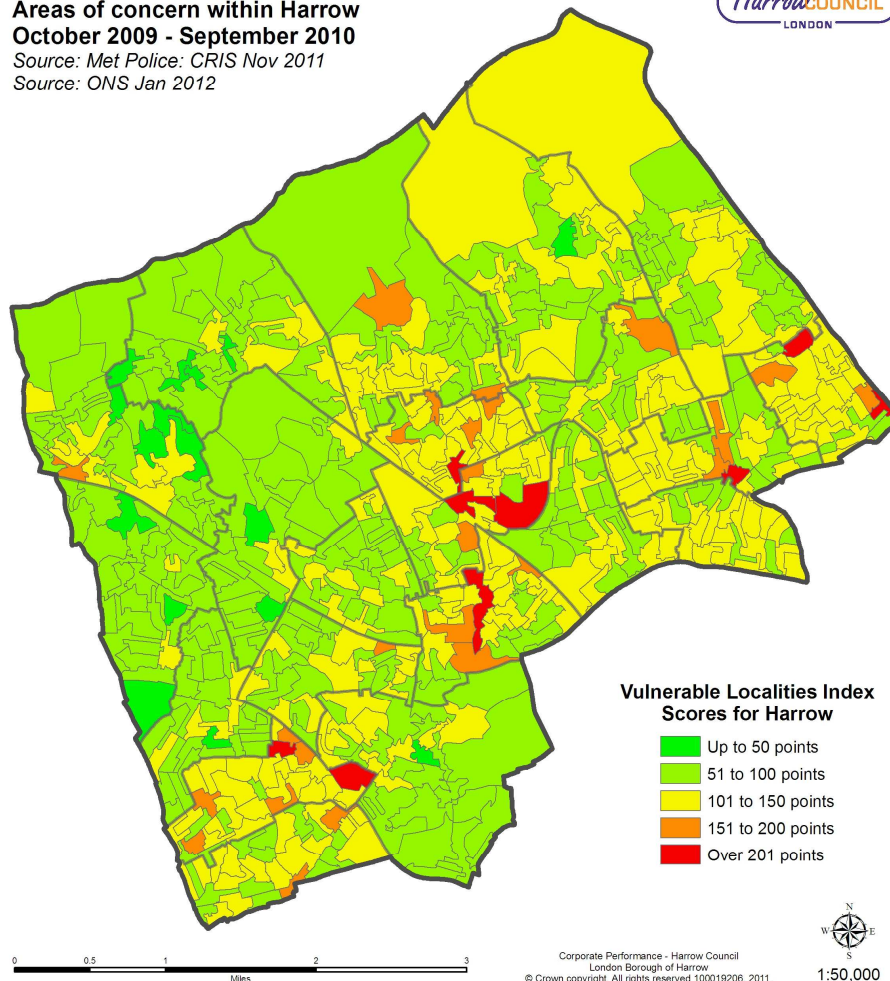 Areas of concern within Harrow
October 2009 - September 2010
Source: Met Police: CRIS Nov 2011
Source: ONS Jan 2012
HarrowCOUNCIL
LONDON
Vulnerable Localities Index
Scores for Harrow
Up to 50 points
51 to 100 points
101 to 150 points
151 to 200 points
Over 201 points
N
W E
S
0 0.5 1 2 3
Miles
Corporate Performance - Harrow Council
London Borough of Harrow
© Crown copyright. All rights reserved 100019206, 2011
1:50,000